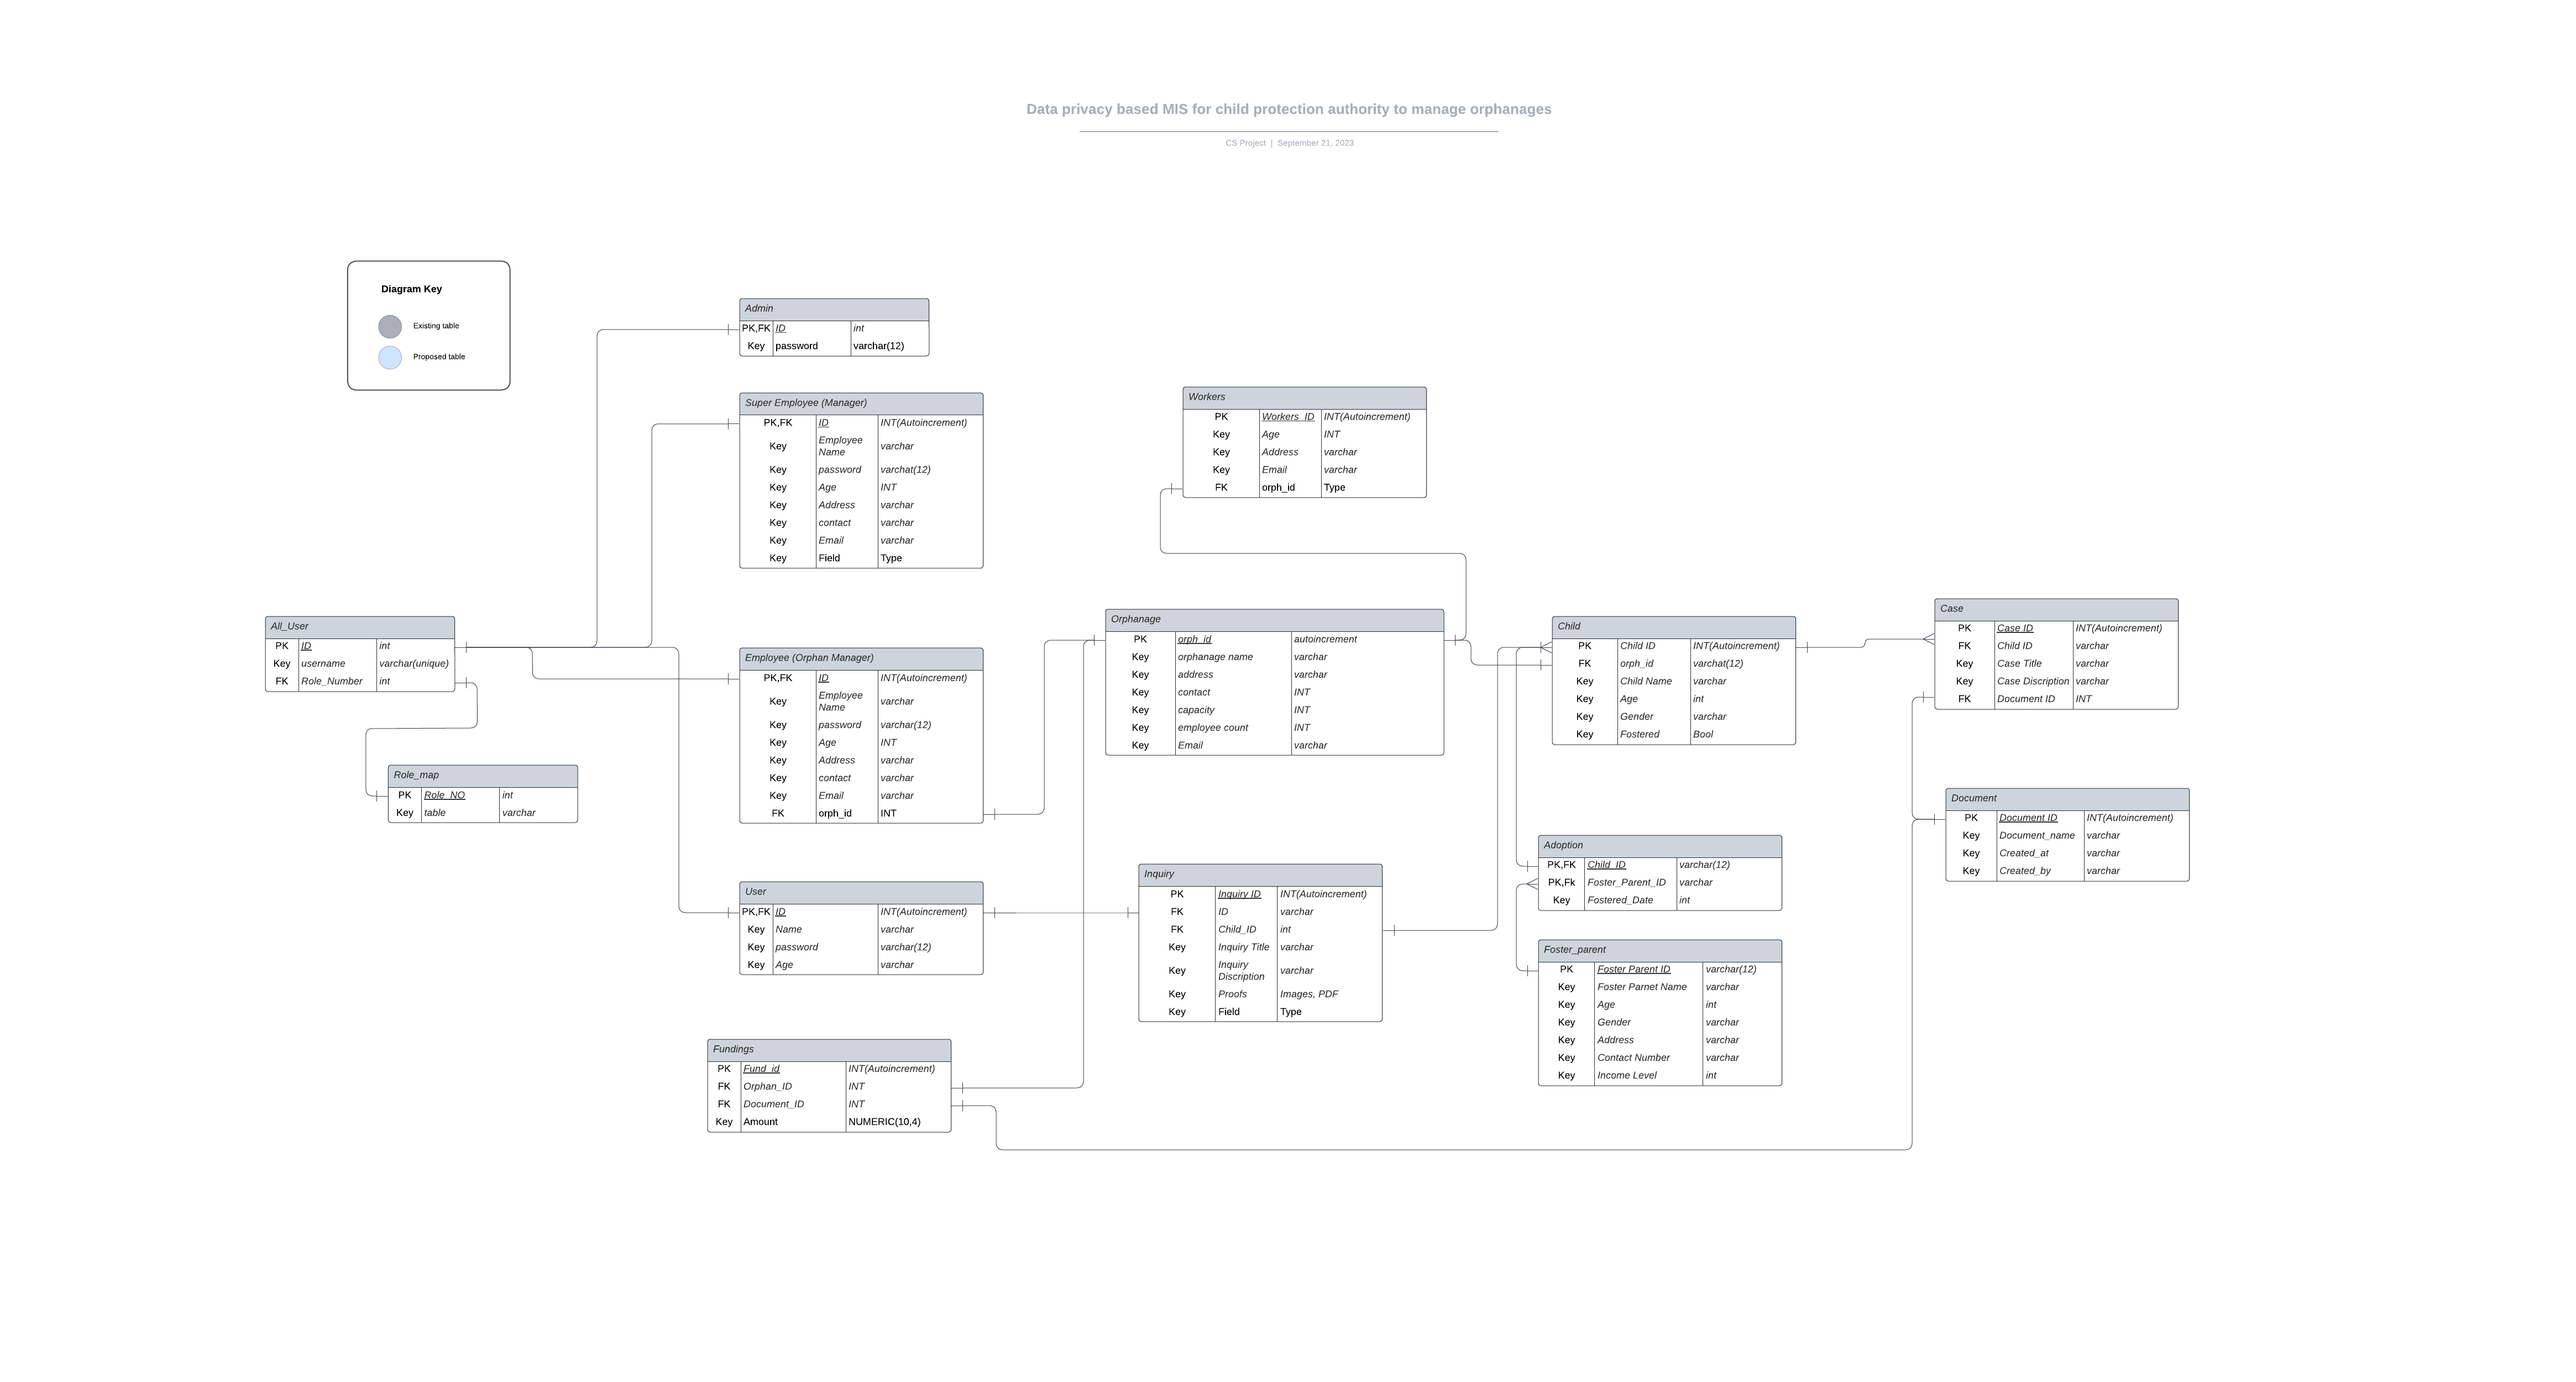 Data privacy based MIS for child protection authority to manage orphanages
CS Project | September 21, 2023
Diagram Key
Existing table
Proposed table
Admin
PK,FK ID int
Key password varchar(12)
Super Employee (Manager)
PK,FK ID INT(Autoincrement)
Key Employee Name varchar
Key password varchat(12)
Key Age INT
Key Address varchar
Key contact varchar
Key Email varchar
Key Field Type
Workers
PK Workers_ID INT(Autoincrement)
Key Age INT
Key Address varchar
Key Email varchar
FK orph_id Type
All_User
PK ID int
Key username varchar(unique)
FK Role_Number int
Role_map
PK Role_NO int
Key table varchar
Employee (Orphan Manager)
PK,FK ID INT(Autoincrement)
Key Employee Name varchar
Key password varchar(12)
Key Age INT
Key Address varchar
Key contact varchar
Key Email varchar
FK orph_id INT
Orphanage
PK orph_id autoincrement
Key orphanage name varchar
Key address varchar
Key contact INT
Key capacity INT
Key employee count INT
Key Email varchar
Child
PK Child ID INT(Autoincrement)
FK orph_id varchat(12)
Key Child Name varchar
Key Age int
Key Gender varchar
Key Fostered Bool
Case
PK Case ID INT(Autoincrement)
FK Child ID varchar
Key Case Title varchar
Key Case Discription varchar
FK Document ID INT
Document
PK Document ID INT(Autoincrement)
Key Document_name varchar
Key Created_at varchar
Key Created_by varchar
User
PK,FK ID INT(Autoincrement)
Key Name varchar
Key password varchar(12)
Key Age varchar
Inquiry
PK Inquiry ID INT(Autoincrement)
FK ID varchar
FK Child_ID int
Key Inquiry Title varchar
Key Inquiry Discription varchar
Key Proofs Images, PDF
Key Field Type
Adoption
PK,FK Child_ID varchar(12)
PK,Fk Foster_Parent_ID varchar
Key Fostered_Date int
Foster_parent
PK Foster Parent ID varchar(12)
Key Foster Parnet Name varchar
Key Age int
Key Gender varchar
Key Address varchar
Key Contact Number varchar
Key Income Level int
Fundings
PK Fund_id INT(Autoincrement)
FK Orphan_ID INT
FK Document_ID INT
Key Amount NUMERIC(10,4)